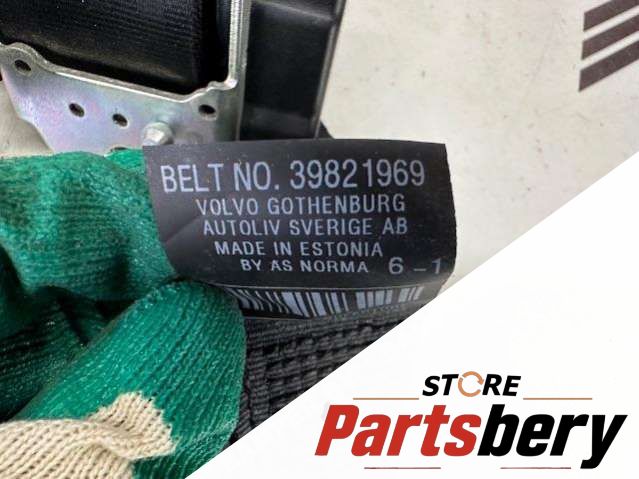 BELT NO. 39821969
VOLVO GOTHENBURG
AUTOLIV SVERIGE AB
MADE IN ESTONIA
BY AS NORMA 6-1
STORE
Partsbery